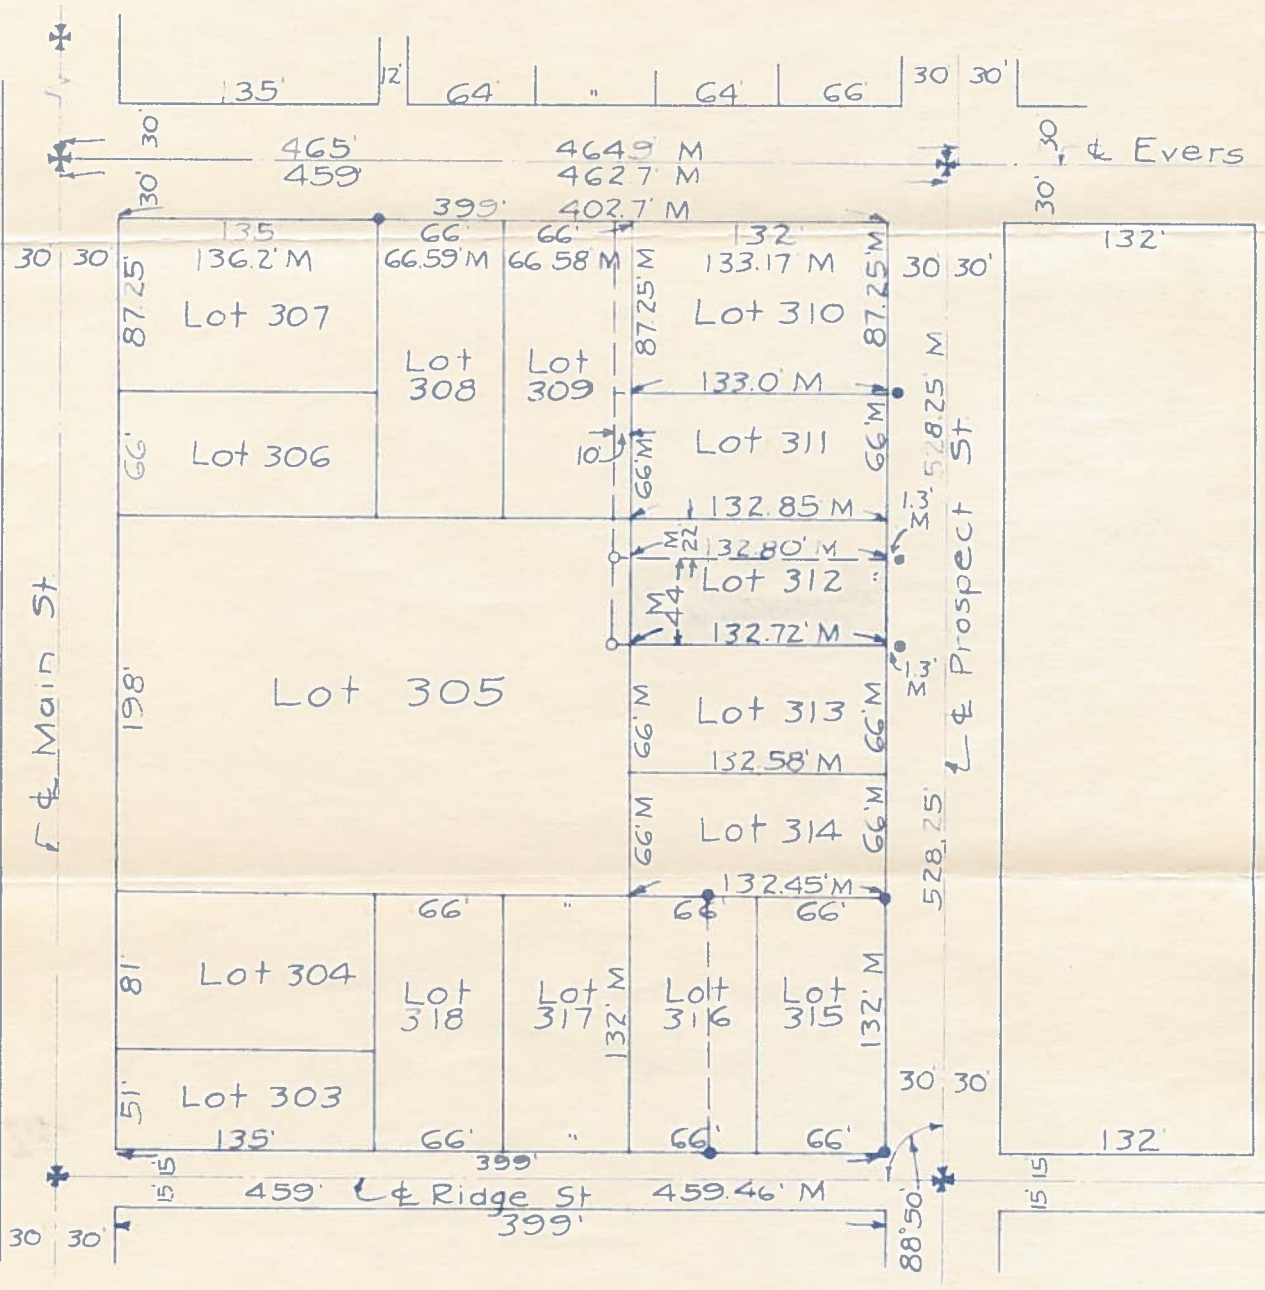 135' 12' 64' " 64' 66' 30' 30'
30' 465' 464.9' M 30' ℄ Evers
30' 459' 462.7' M 30'
399' 402.7' M
135 66' 66' 132' 132'
30' 30' 136.2' M 66.59' M 66.58' M 133.17' M 30' 30'
87.25' Lot 307 87.25' M Lot 310 87.25' M
Lot 308 Lot 309 133.0' M
66' Lot 306 10' 66' M Lot 311 66' M 528.25' M
132.85' M 1.3' M
M 22' 132.80' M
M 44' Lot 312 "
132.72' M 1.3' M
℄ Main St. 198' Lot 305 66' M Lot 313 66' M ℄ Prospect St.
132.58' M
66' M Lot 314 66' M 528.25'
132.45' M
66' " 66' 66'
81' Lot 304 Lot 318 Lot 317 132' M Lot 316 Lot 315 132' M
51' Lot 303 30' 30'
135' 66' " 66' 66' 132'
15' 399' 15'
15' 459' ℄ Ridge St 459.46' M 15'
30' 30' 399' 88°50'